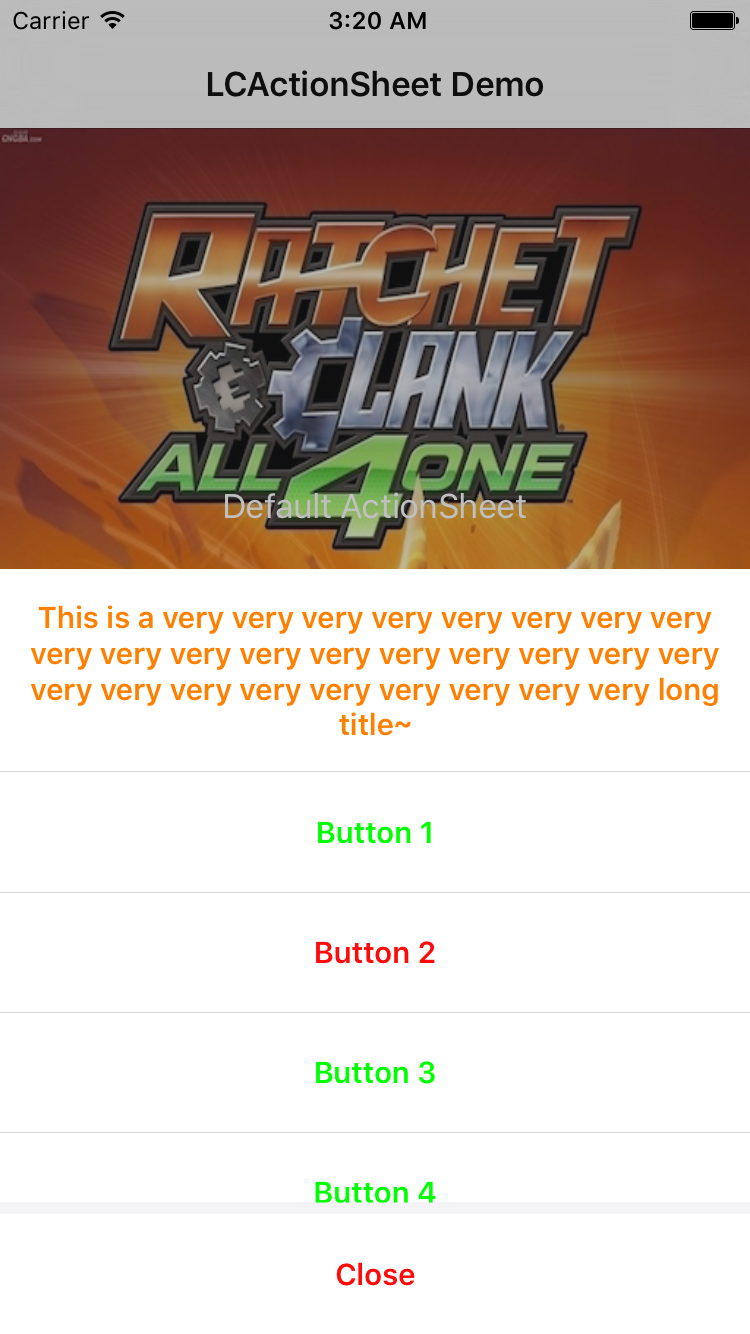 Carrier
3:20 AM
LCActionSheet Demo
CNGBA.com
RATCHET
& CLANK
ALL 4 ONE
Default ActionSheet
This is a very very very very very very very very
very very very very very very very very very very
very very very very very very very very very long
title~
Button 1
Button 2
Button 3
Button 4
Close